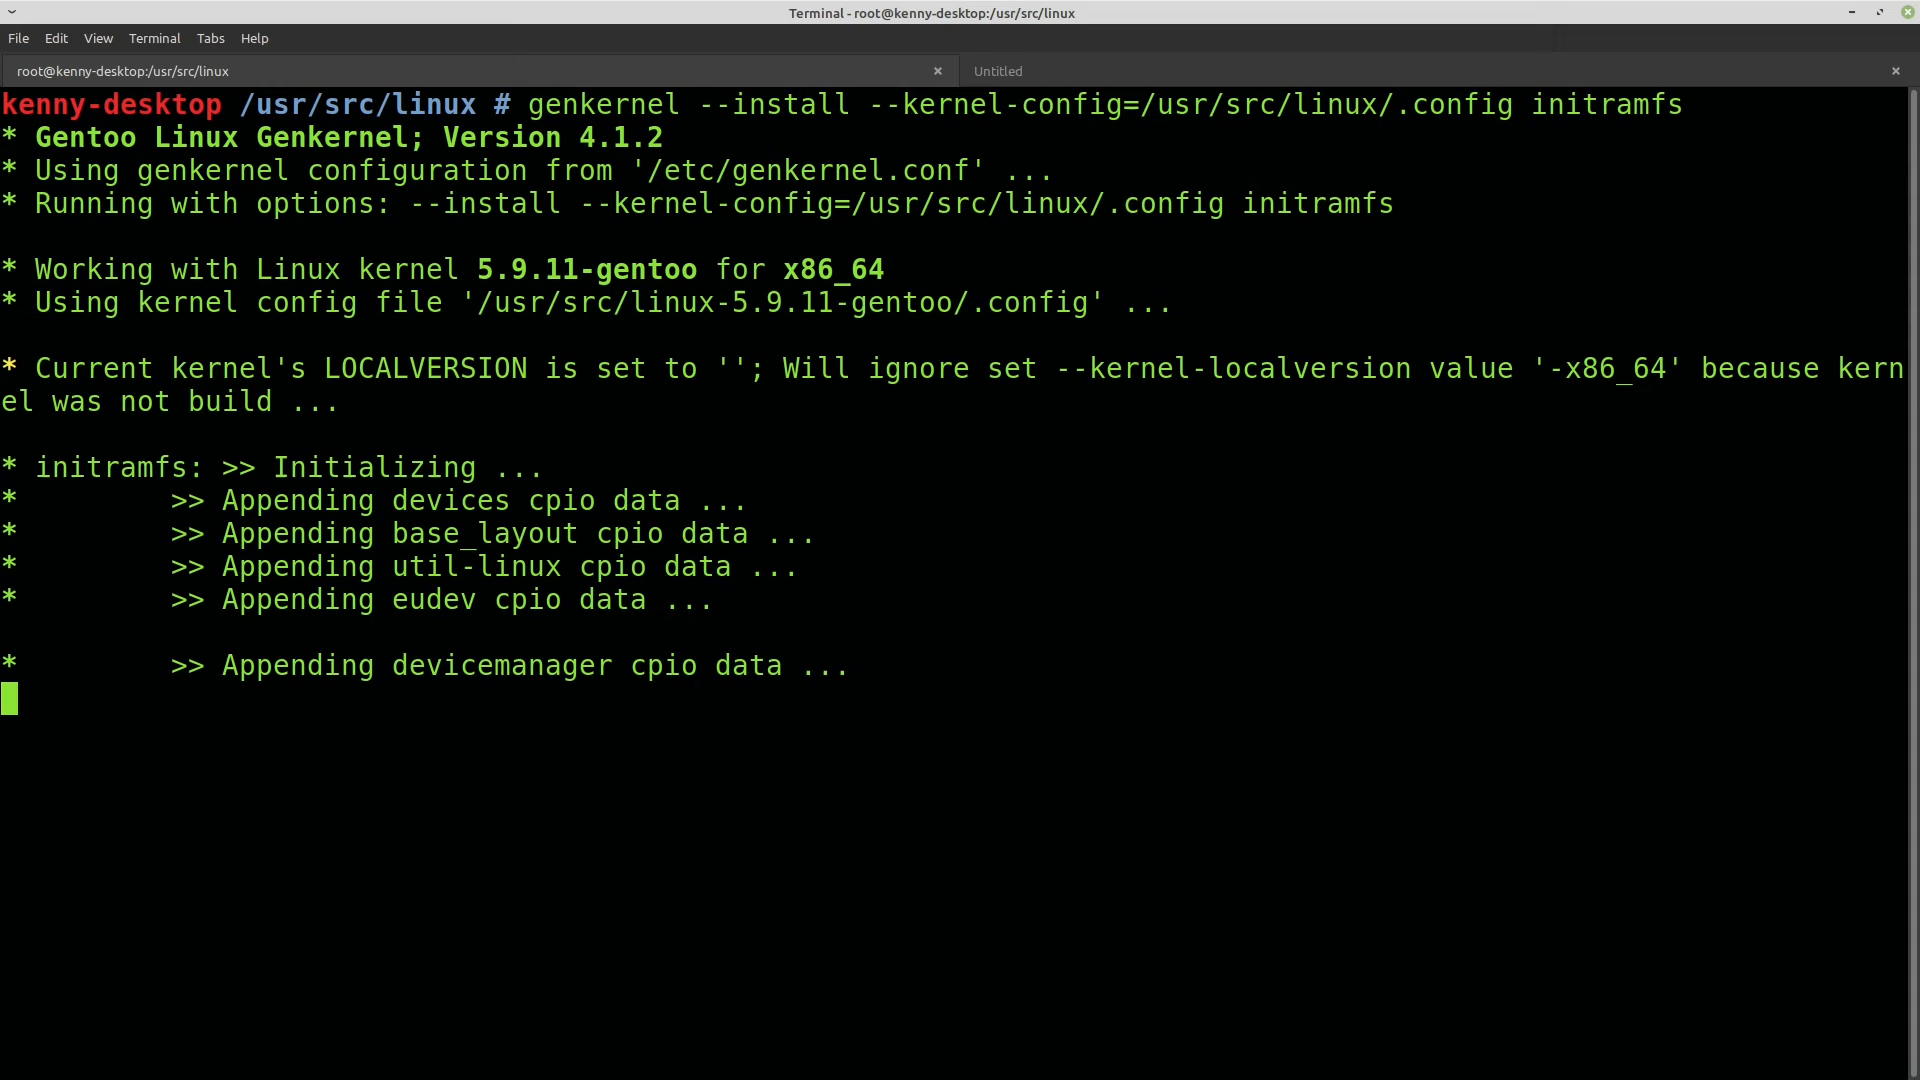 Terminal - root@kenny-desktop:/usr/src/linux
File Edit View Terminal Tabs Help
root@kenny-desktop:/usr/src/linux
Untitled
kenny-desktop /usr/src/linux # genkernel --install --kernel-config=/usr/src/linux/.config initramfs
* Gentoo Linux Genkernel; Version 4.1.2
* Using genkernel configuration from '/etc/genkernel.conf' ...
* Running with options: --install --kernel-config=/usr/src/linux/.config initramfs
* Working with Linux kernel 5.9.11-gentoo for x86_64
* Using kernel config file '/usr/src/linux-5.9.11-gentoo/.config' ...
* Current kernel's LOCALVERSION is set to ''; Will ignore set --kernel-localversion value '-x86_64' because kern
el was not build ...
* initramfs: >> Initializing ...
*         >> Appending devices cpio data ...
*         >> Appending base_layout cpio data ...
*         >> Appending util-linux cpio data ...
*         >> Appending eudev cpio data ...
*         >> Appending devicemanager cpio data ...